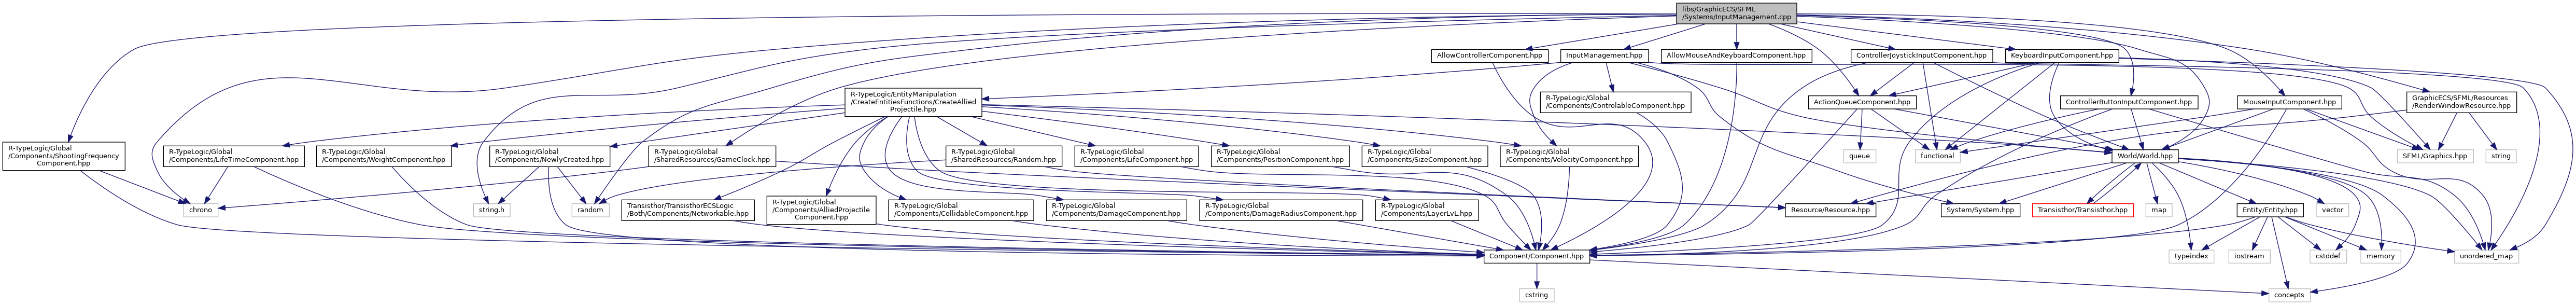 libs/GraphicECS/SFML
/Systems/InputManagement.cpp
AllowControllerComponent.hpp
InputManagement.hpp
AllowMouseAndKeyboardComponent.hpp
ControllerJoystickInputComponent.hpp
KeyboardInputComponent.hpp
R-TypeLogic/EntityManipulation
/CreateEntitiesFunctions/CreateAllied
Projectile.hpp
R-TypeLogic/Global
/Components/ControlableComponent.hpp
ActionQueueComponent.hpp
ControllerButtonInputComponent.hpp
MouseInputComponent.hpp
GraphicECS/SFML/Resources
/RenderWindowResource.hpp
R-TypeLogic/Global
/Components/ShootingFrequency
Component.hpp
R-TypeLogic/Global
/Components/LifeTimeComponent.hpp
R-TypeLogic/Global
/Components/WeightComponent.hpp
R-TypeLogic/Global
/Components/NewlyCreated.hpp
R-TypeLogic/Global
/SharedResources/GameClock.hpp
R-TypeLogic/Global
/SharedResources/Random.hpp
R-TypeLogic/Global
/Components/LifeComponent.hpp
R-TypeLogic/Global
/Components/PositionComponent.hpp
R-TypeLogic/Global
/Components/SizeComponent.hpp
R-TypeLogic/Global
/Components/VelocityComponent.hpp
queue
functional
World/World.hpp
SFML/Graphics.hpp
string
chrono
string.h
random
Transisthor/TransisthorECSLogic
/Both/Components/Networkable.hpp
R-TypeLogic/Global
/Components/AlliedProjectile
Component.hpp
R-TypeLogic/Global
/Components/CollidableComponent.hpp
R-TypeLogic/Global
/Components/DamageComponent.hpp
R-TypeLogic/Global
/Components/DamageRadiusComponent.hpp
R-TypeLogic/Global
/Components/LayerLvL.hpp
Resource/Resource.hpp
System/System.hpp
Transisthor/Transisthor.hpp
map
Entity/Entity.hpp
vector
Component/Component.hpp
typeindex
iostream
cstddef
memory
unordered_map
cstring
concepts